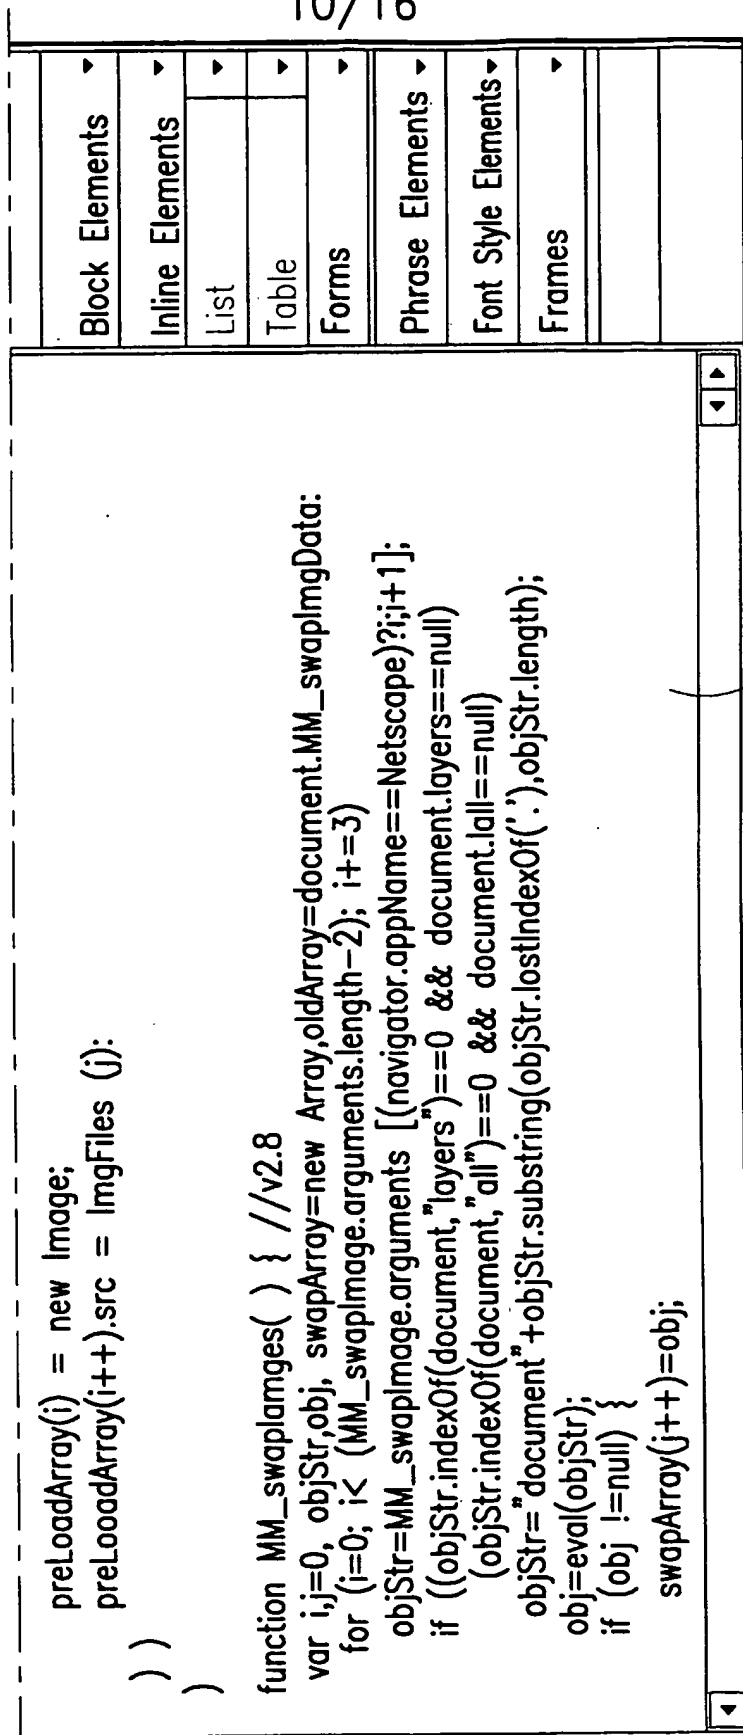 10/16
preLoadArray(i) = new Image;
preLooadArray(i++).src = ImgFiles (j):
) )
)
function MM_swapIamges( ) { //v2.8
var i,j=0, objStr,obj, swapArray=new Array,oldArray=document.MM_swapImgData:
for (i=0; i< (MM_swapImage.arguments.length-2); i+=3)
objStr=MM_swapImage.arguments [(navigator.appName==Netscape)?i;i+1];
if ((objStr.indexOf(document,"layers")==0 && document.layers==null)
(objStr.indexOf(document,"all")==0 && document.lall==null)
objStr="document"+objStr.substring(objStr.lostIndexOf('.'),objStr.length);
obj=eval(objStr);
if (obj !=null) {
swapArray(j++)=obj;
Block Elements
Inline Elements
List
Table
Forms
Phrase Elements
Font Style Elements
Frames